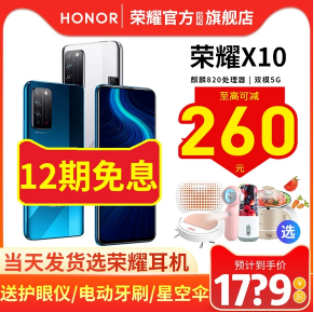 HONOR 荣耀官方旗舰店
荣耀X10
麒麟820处理器 | 双模5G
至高可减
260
元
12期免息
选
当天发货选荣耀耳机
送护眼仪/电动牙刷/星空伞
预计到手价
17?9